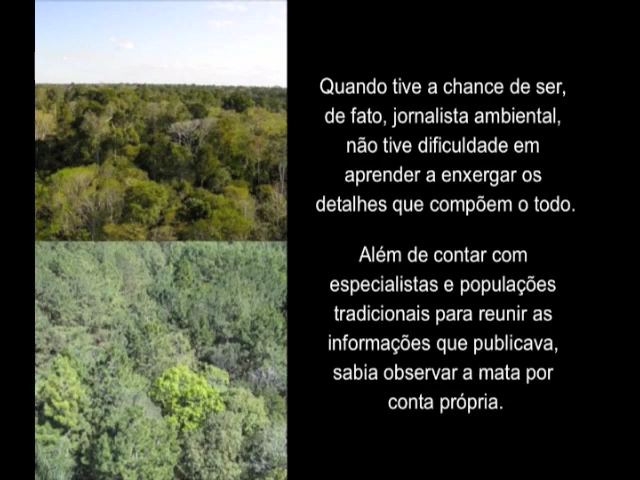 Quando tive a chance de ser,
de fato, jornalista ambiental,
não tive dificuldade em
aprender a enxergar os
detalhes que compõem o todo.
Além de contar com
especialistas e populações
tradicionais para reunir as
informações que publicava,
sabia observar a mata por
conta própria.